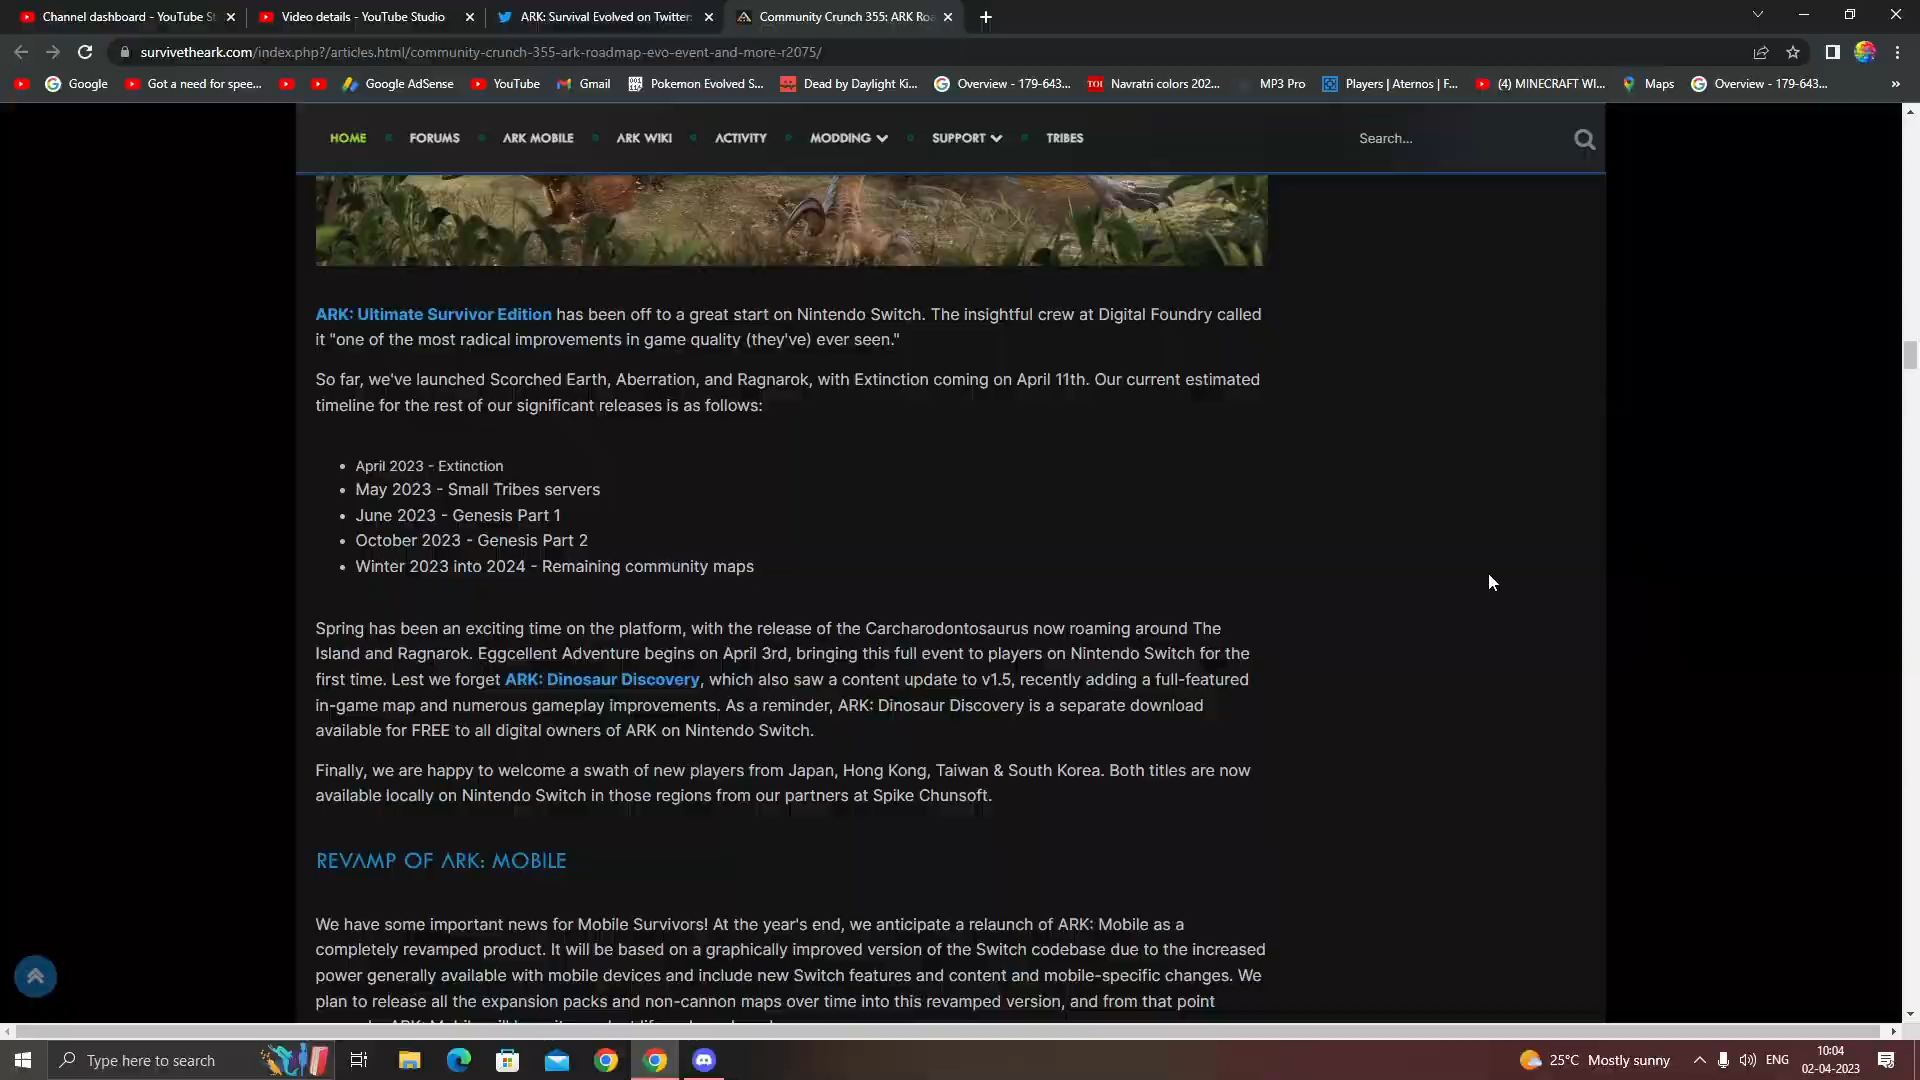 Channel dashboard - YouTube St
Video details - YouTube Studio
ARK: Survival Evolved on Twitter:
Community Crunch 355: ARK Roa
survivetheark.com/index.php?/articles.html/community-crunch-355-ark-roadmap-evo-event-and-more-r2075/
Google
Got a need for spee...
Google AdSense
YouTube
Gmail
Pokemon Evolved S...
Dead by Daylight Ki...
Overview - 179-643...
TOI
Navratri colors 202...
MP3 Pro
Players | Aternos | F...
(4) MINECRAFT WI...
Maps
Overview - 179-643...
»
HOME
FORUMS
ARK MOBILE
ARK WIKI
ACTIVITY
MODDING
SUPPORT
TRIBES
Search...
ARK: Ultimate Survivor Edition has been off to a great start on Nintendo Switch. The insightful crew at Digital Foundry called
it "one of the most radical improvements in game quality (they've) ever seen."
So far, we've launched Scorched Earth, Aberration, and Ragnarok, with Extinction coming on April 11th. Our current estimated
timeline for the rest of our significant releases is as follows:
• April 2023 - Extinction
• May 2023 - Small Tribes servers
• June 2023 - Genesis Part 1
• October 2023 - Genesis Part 2
• Winter 2023 into 2024 - Remaining community maps
Spring has been an exciting time on the platform, with the release of the Carcharodontosaurus now roaming around The
Island and Ragnarok. Eggcellent Adventure begins on April 3rd, bringing this full event to players on Nintendo Switch for the
first time. Lest we forget ARK: Dinosaur Discovery, which also saw a content update to v1.5, recently adding a full-featured
in-game map and numerous gameplay improvements. As a reminder, ARK: Dinosaur Discovery is a separate download
available for FREE to all digital owners of ARK on Nintendo Switch.
Finally, we are happy to welcome a swath of new players from Japan, Hong Kong, Taiwan & South Korea. Both titles are now
available locally on Nintendo Switch in those regions from our partners at Spike Chunsoft.
REVAMP OF ARK: MOBILE
We have some important news for Mobile Survivors! At the year's end, we anticipate a relaunch of ARK: Mobile as a
completely revamped product. It will be based on a graphically improved version of the Switch codebase due to the increased
power generally available with mobile devices and include new Switch features and content and mobile-specific changes. We
plan to release all the expansion packs and non-cannon maps over time into this revamped version, and from that point
Type here to search
25°C Mostly sunny
ENG
10:04
02-04-2023